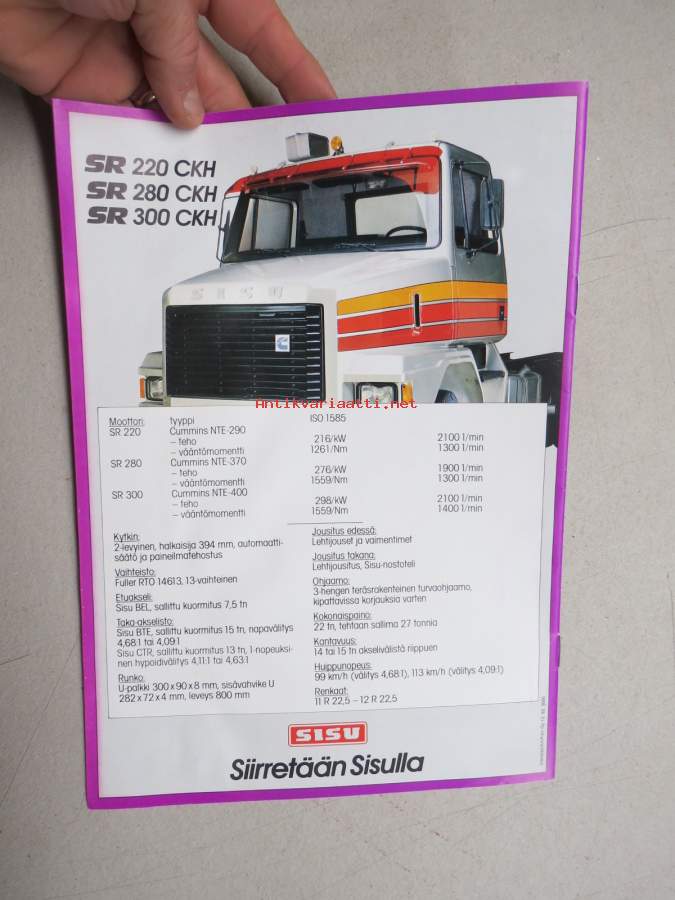 SR 220 CKH
SR 280 CKH
SR 300 CKH
SISU
Antikvariaatti.net
Moottori: tyyppi ISO 1585
SR 220 Cummins NTE-290
– teho 216/kW 2100 1/min
– vääntömomentti 1261/Nm 1300 1/min
SR 280 Cummins NTE-370
– teho 276/kW 1900 1/min
– vääntömomentti 1559/Nm 1300 1/min
SR 300 Cummins NTE-400
– teho 298/kW 2100 1/min
– vääntömomentti 1559/Nm 1400 1/min
Kytkin:
2-levyinen, halkaisija 394 mm, automaatti-
säätö ja paineilmatehostus
Vaihteisto:
Fuller RTO 14613, 13-vaihteinen
Etuakseli:
Sisu BEL, sallittu kuormitus 7,5 tn
Taka-akselisto:
Sisu BTE, sallittu kuormitus 15 tn, napavälitys
4,68:1 tai 4,09:1
Sisu CTR, sallittu kuormitus 13 tn, 1-nopeuksi-
nen hypoidivälitys 4,11:1 tai 4,63:1
Runko:
U-palkki 300 x 90 x 8 mm, sisävahvike U
282 x 72 x 4 mm, leveys 800 mm
Jousitus edessä:
Lehtijouset ja vaimentimet
Jousitus takana:
Lehtijousitus, Sisu-nostoteli
Ohjaamo:
3-hengen teräsrakenteinen turvaohjaamo,
kipattavissa korjauksia varten
Kokonaispaino:
22 tn, tehtaan sallima 27 tonnia
Kantavuus:
14 tai 15 tn akselivälistä riippuen
Huippunopeus:
99 km/h (välitys 4,68:1), 113 km/h (välitys 4,09:1)
Renkaat:
11 R 22,5 – 12 R 22,5
SISU
Siirretään Sisulla